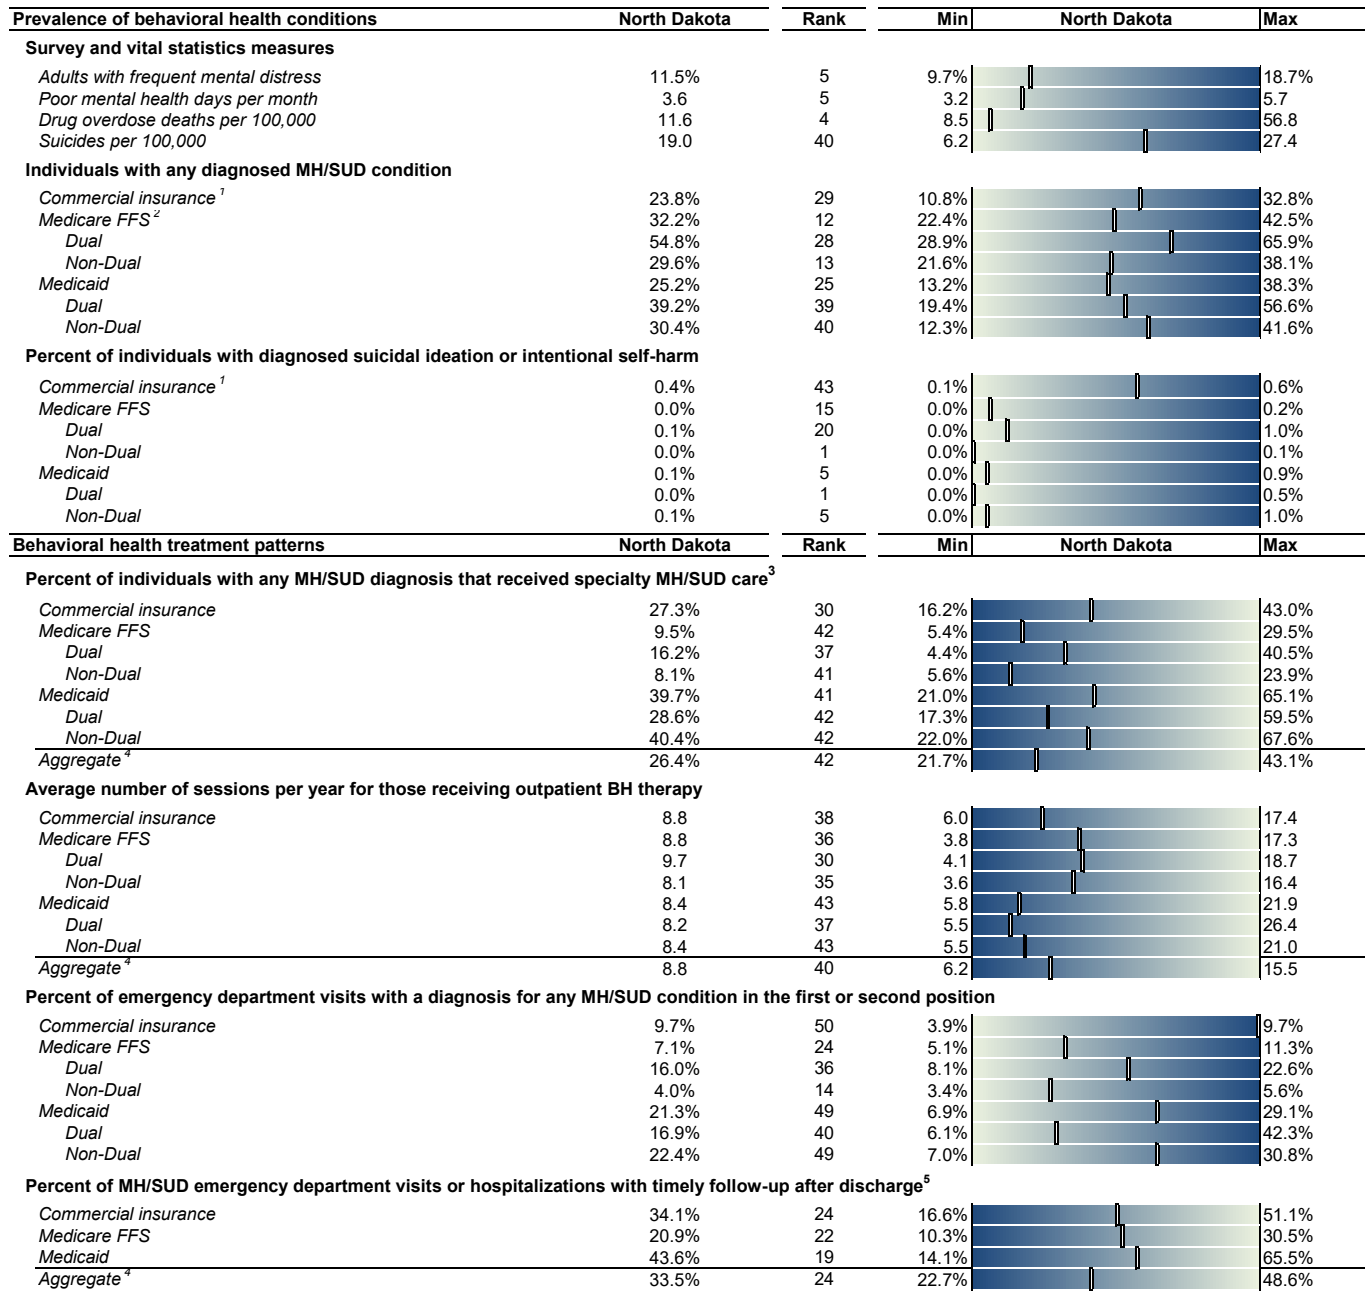 Prevalence of behavioral health conditions North Dakota Rank Min North Dakota Max
Survey and vital statistics measures
Adults with frequent mental distress 11.5% 5 9.7% 18.7%
Poor mental health days per month 3.6 5 3.2 5.7
Drug overdose deaths per 100,000 11.6 4 8.5 56.8
Suicides per 100,000 19.0 40 6.2 27.4
Individuals with any diagnosed MH/SUD condition
Commercial insurance 1 23.8% 29 10.8% 32.8%
Medicare FFS 2 32.2% 12 22.4% 42.5%
Dual 54.8% 28 28.9% 65.9%
Non-Dual 29.6% 13 21.6% 38.1%
Medicaid 25.2% 25 13.2% 38.3%
Dual 39.2% 39 19.4% 56.6%
Non-Dual 30.4% 40 12.3% 41.6%
Percent of individuals with diagnosed suicidal ideation or intentional self-harm
Commercial insurance 1 0.4% 43 0.1% 0.6%
Medicare FFS 0.0% 15 0.0% 0.2%
Dual 0.1% 20 0.0% 1.0%
Non-Dual 0.0% 1 0.0% 0.1%
Medicaid 0.1% 5 0.0% 0.9%
Dual 0.0% 1 0.0% 0.5%
Non-Dual 0.1% 5 0.0% 1.0%
Behavioral health treatment patterns North Dakota Rank Min North Dakota Max
Percent of individuals with any MH/SUD diagnosis that received specialty MH/SUD care3
Commercial insurance 27.3% 30 16.2% 43.0%
Medicare FFS 9.5% 42 5.4% 29.5%
Dual 16.2% 37 4.4% 40.5%
Non-Dual 8.1% 41 5.6% 23.9%
Medicaid 39.7% 41 21.0% 65.1%
Dual 28.6% 42 17.3% 59.5%
Non-Dual 40.4% 42 22.0% 67.6%
Aggregate 4 26.4% 42 21.7% 43.1%
Average number of sessions per year for those receiving outpatient BH therapy
Commercial insurance 8.8 38 6.0 17.4
Medicare FFS 8.8 36 3.8 17.3
Dual 9.7 30 4.1 18.7
Non-Dual 8.1 35 3.6 16.4
Medicaid 8.4 43 5.8 21.9
Dual 8.2 37 5.5 26.4
Non-Dual 8.4 43 5.5 21.0
Aggregate 4 8.8 40 6.2 15.5
Percent of emergency department visits with a diagnosis for any MH/SUD condition in the first or second position
Commercial insurance 9.7% 50 3.9% 9.7%
Medicare FFS 7.1% 24 5.1% 11.3%
Dual 16.0% 36 8.1% 22.6%
Non-Dual 4.0% 14 3.4% 5.6%
Medicaid 21.3% 49 6.9% 29.1%
Dual 16.9% 40 6.1% 42.3%
Non-Dual 22.4% 49 7.0% 30.8%
Percent of MH/SUD emergency department visits or hospitalizations with timely follow-up after discharge5
Commercial insurance 34.1% 24 16.6% 51.1%
Medicare FFS 20.9% 22 10.3% 30.5%
Medicaid 43.6% 19 14.1% 65.5%
Aggregate 4 33.5% 24 22.7% 48.6%